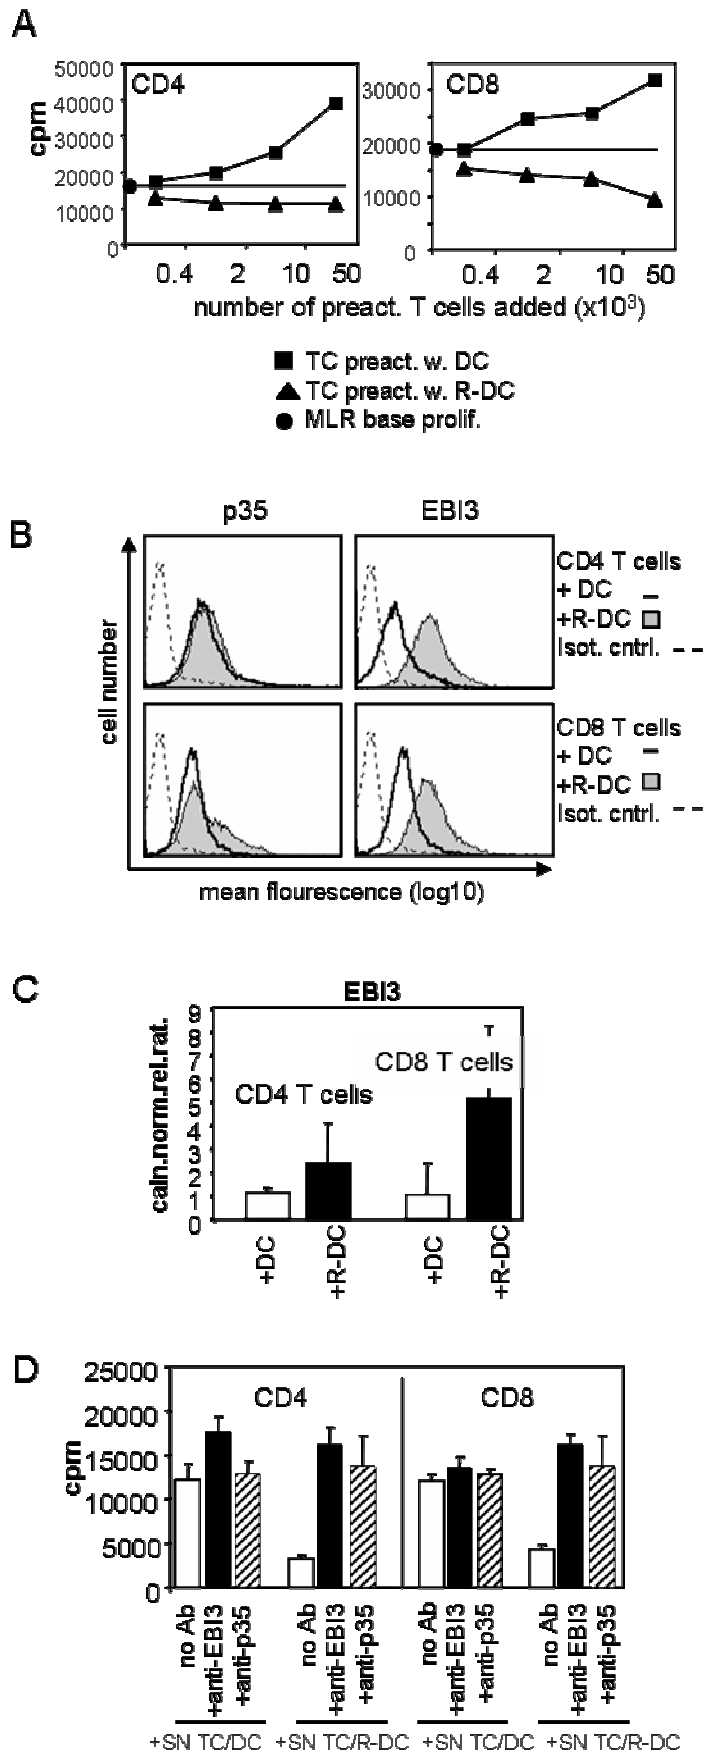 A
CD4
CD8
cpm
50000
40000
30000
20000
10000
0
30000
20000
10000
0
0.4 2 10 50
0.4 2 10 50
number of preact. T cells added (x10³)
TC preact. w. DC
TC preact. w. R-DC
MLR base prolif.
B
p35
EBI3
cell number
CD4 T cells
+ DC
+R-DC
Isot. cntrl.
CD8 T cells
+ DC
+R-DC
Isot. cntrl.
mean flourescence (log10)
C
EBI3
caln.norm.rel.rat.
9
8
7
6
5
4
3
2
1
0
CD4 T cells
CD8 T cells
+DC
+R-DC
+DC
+R-DC
D
cpm
25000
20000
15000
10000
5000
0
CD4
CD8
no Ab
+anti-EBI3
+anti-p35
no Ab
+anti-EBI3
+anti-p35
no Ab
+anti-EBI3
+anti-p35
no Ab
+anti-EBI3
+anti-p35
+SN TC/DC
+SN TC/R-DC
+SN TC/DC
+SN TC/R-DC